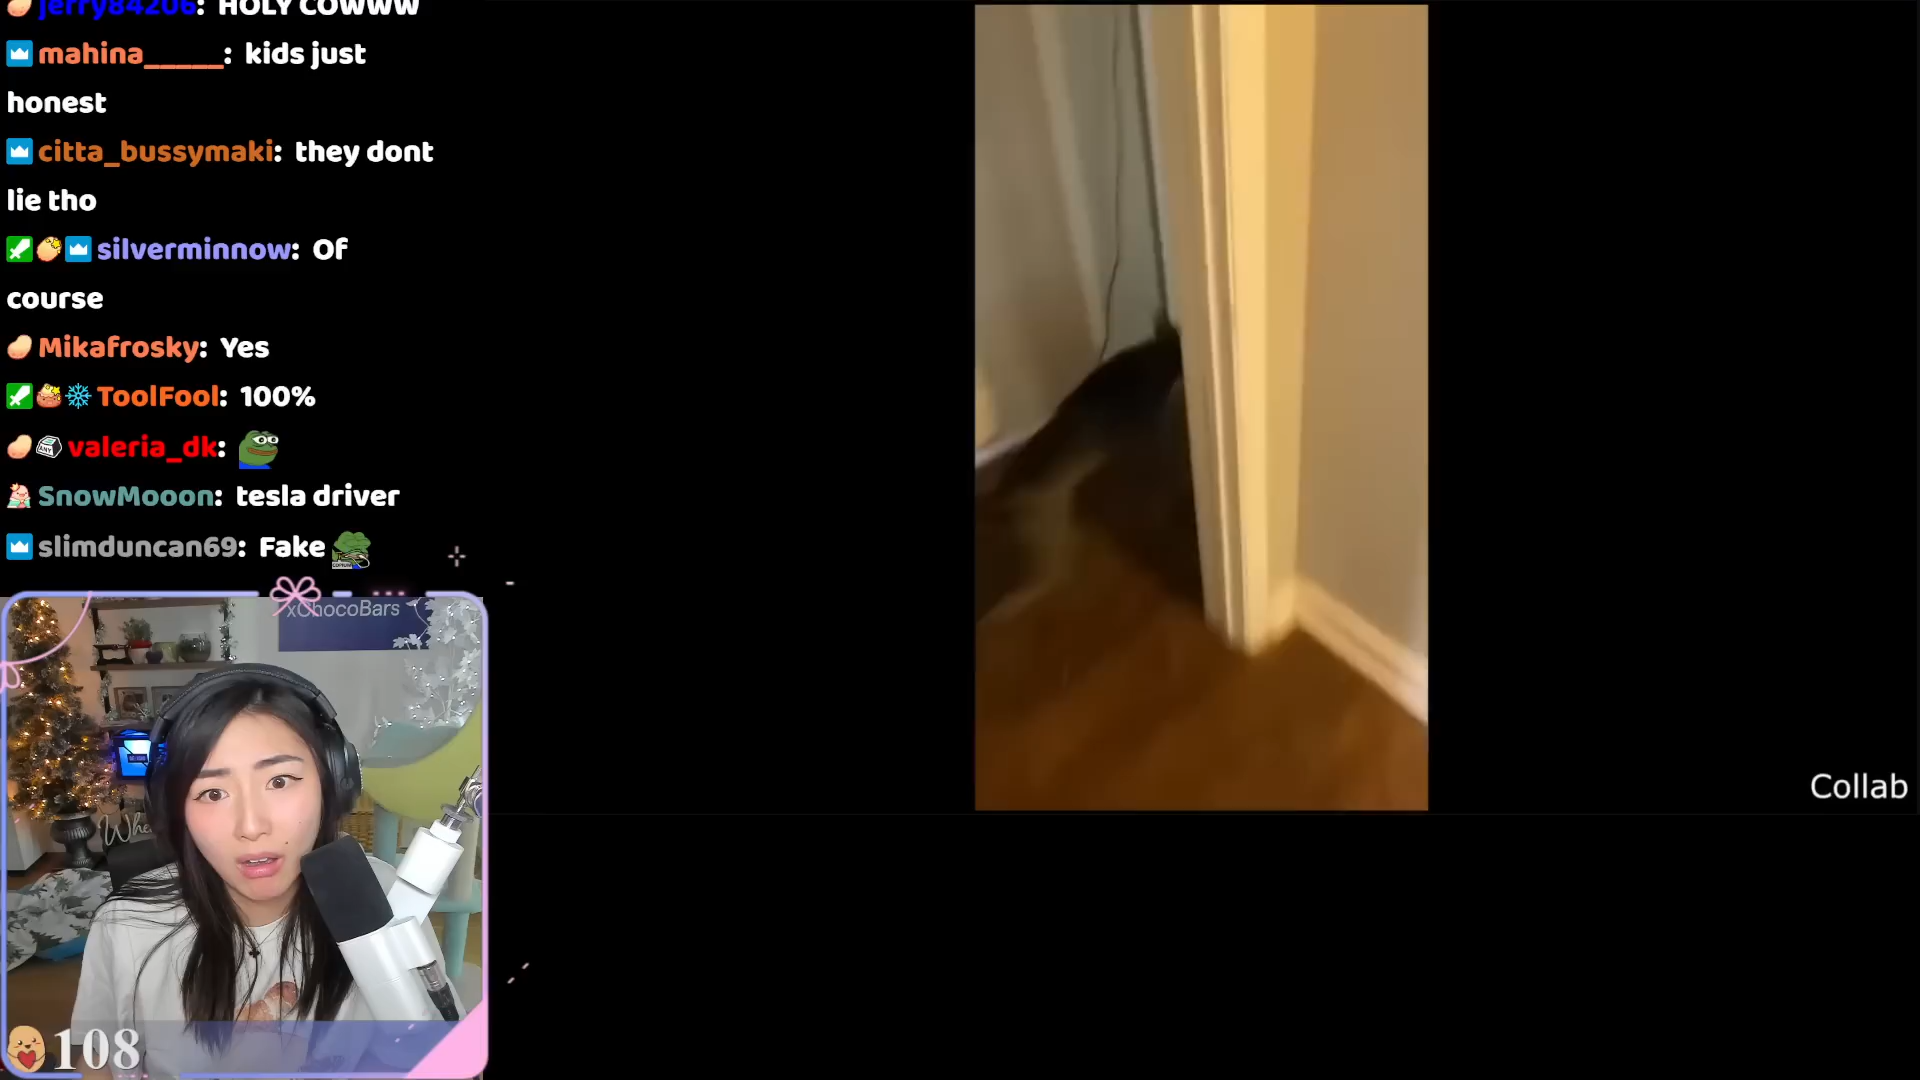 jerry84206: HOLY COWWW
mahina_____: kids just
honest
citta_bussymaki: they dont
lie tho
silverminnow: Of
course
Mikafrosky: Yes
ToolFool: 100%
valeria_dk:
SnowMooon: tesla driver
slimduncan69: Fake
xChocoBars
108
Collab